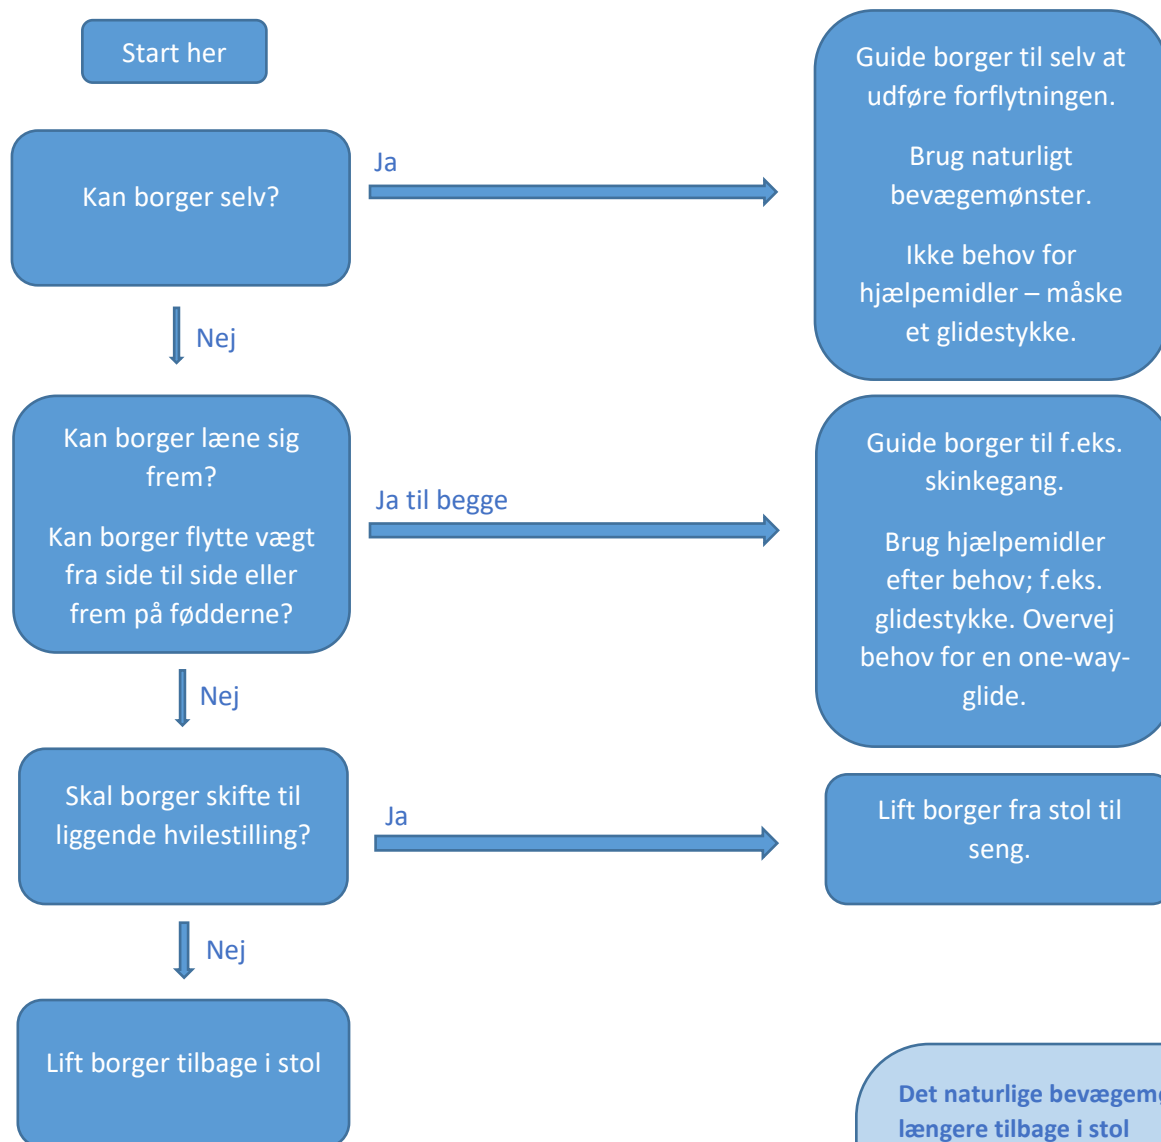 Start her
Guide borger til selv at
udføre forflytningen.
Brug naturligt
bevægemønster.
Ikke behov for
hjælpemidler – måske
et glidestykke.
Kan borger selv?
Ja
Nej
Kan borger læne sig
frem?
Kan borger flytte vægt
fra side til side eller
frem på fødderne?
Ja til begge
Guide borger til f.eks.
skinkegang.
Brug hjælpemidler
efter behov; f.eks.
glidestykke. Overvej
behov for en one-way-
glide.
Nej
Skal borger skifte til
liggende hvilestilling?
Ja
Lift borger fra stol til
seng.
Nej
Lift borger tilbage i stol
Det naturlige
længere tilbage i stol